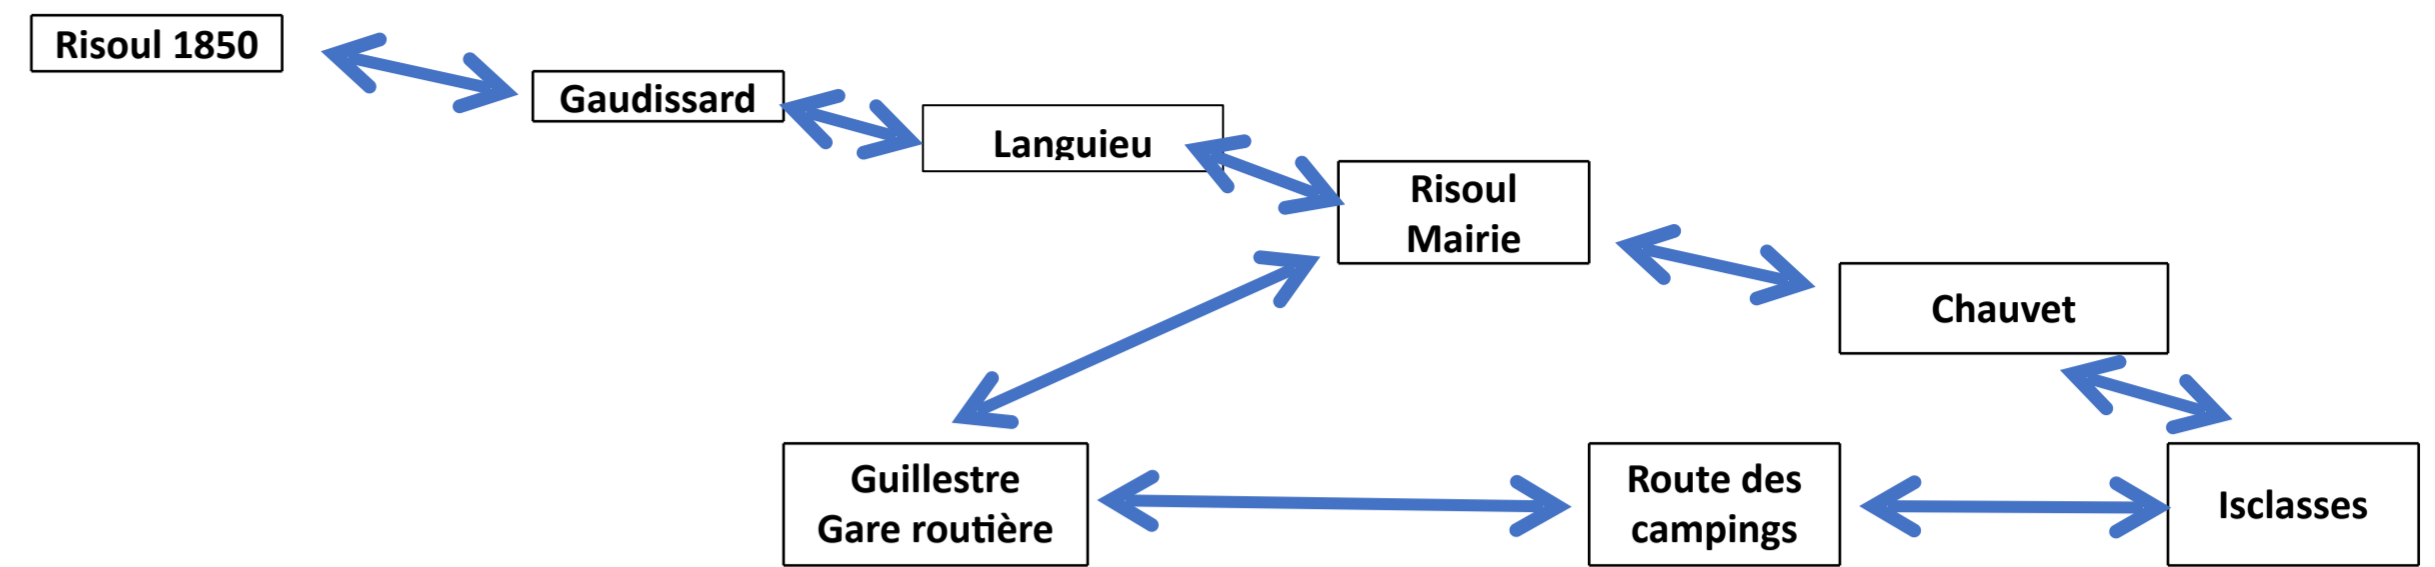 Risoul 1850
Gaudissard
Languieu
Risoul
Mairie
Chauvet
Guillestre
Gare routière
Route des
campings
Isclasses